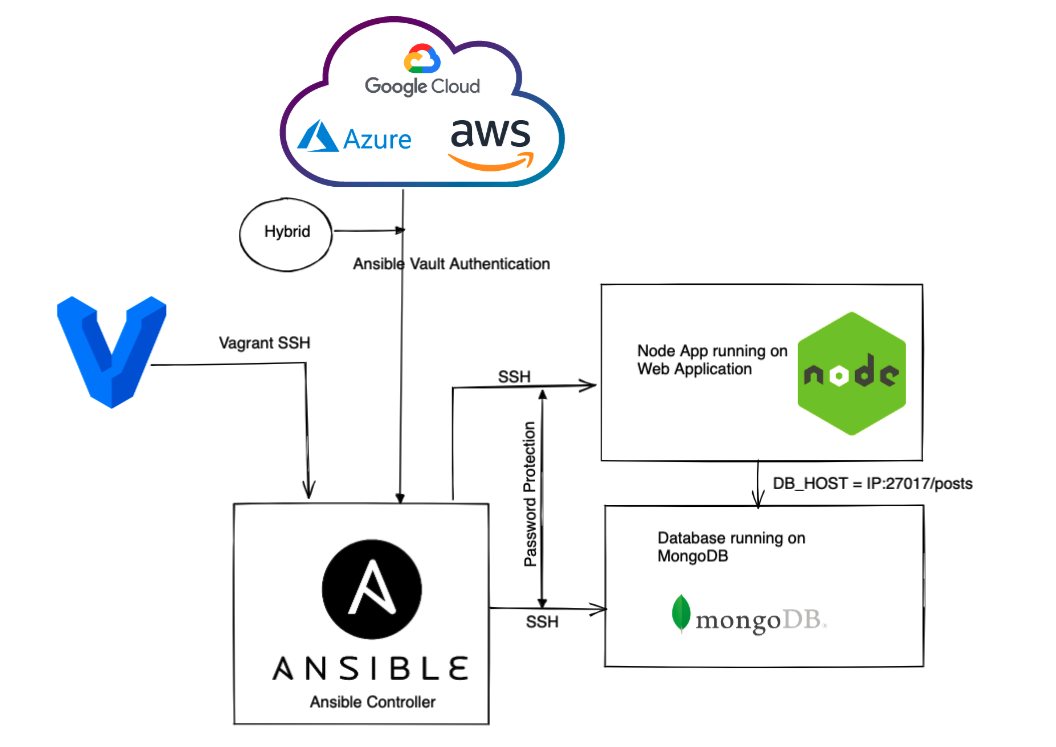 Google Cloud
Azure
aws
Hybrid
Ansible Vault Authentication
Vagrant SSH
SSH
Password Protection
SSH
Node App running on
Web Application
node
DB_HOST = IP:27017/posts
Database running on
MongoDB
mongoDB
ANSIBLE
Ansible Controller